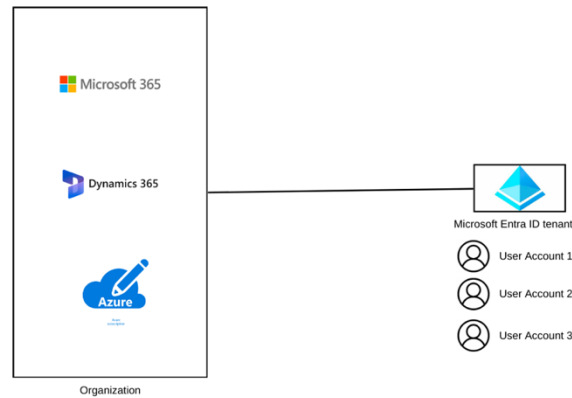 Microsoft 365
Dynamics 365
Azure
Organization
Microsoft Entra ID tenant
User Account 1
User Account 2
User Account 3